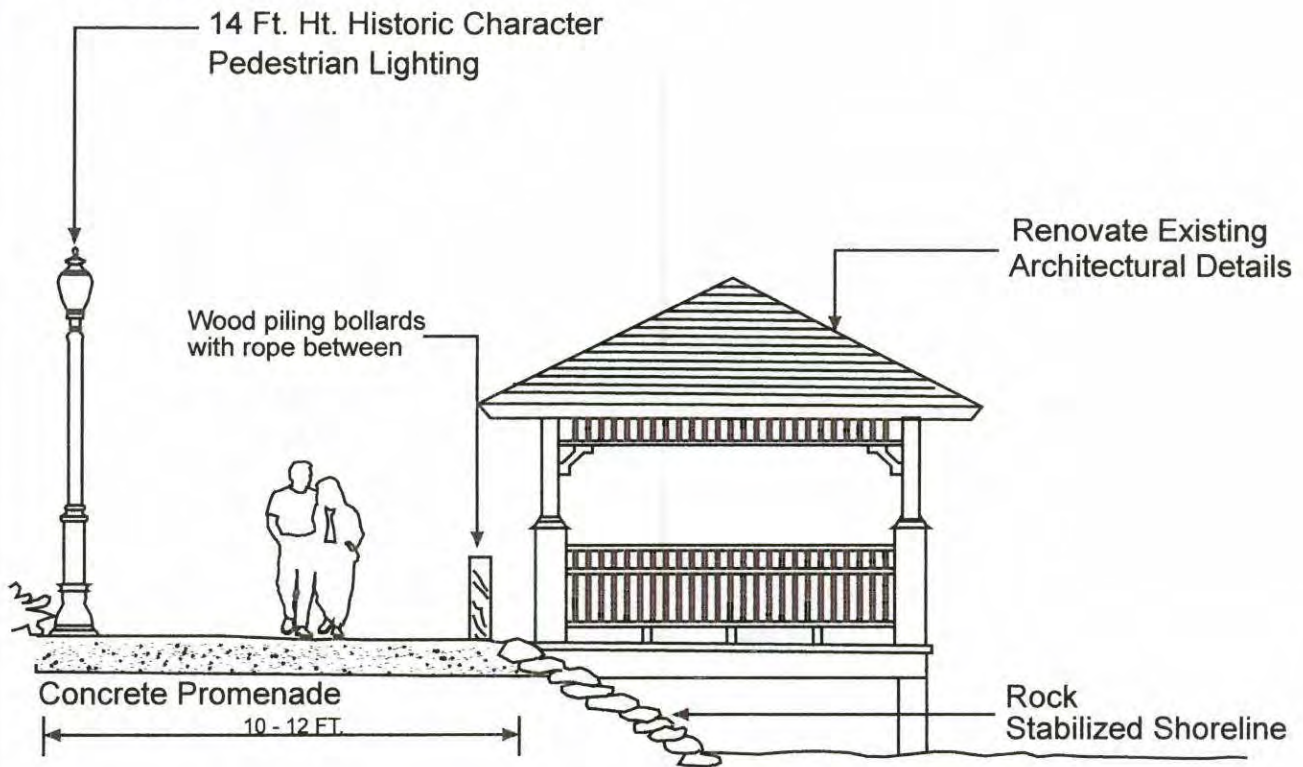 14 Ft. Ht. Historic Character
Pedestrian Lighting
Renovate Existing
Architectural Details
Wood piling bollards
with rope between
Concrete Promenade
10 - 12 FT.
Rock
Stabilized Shoreline